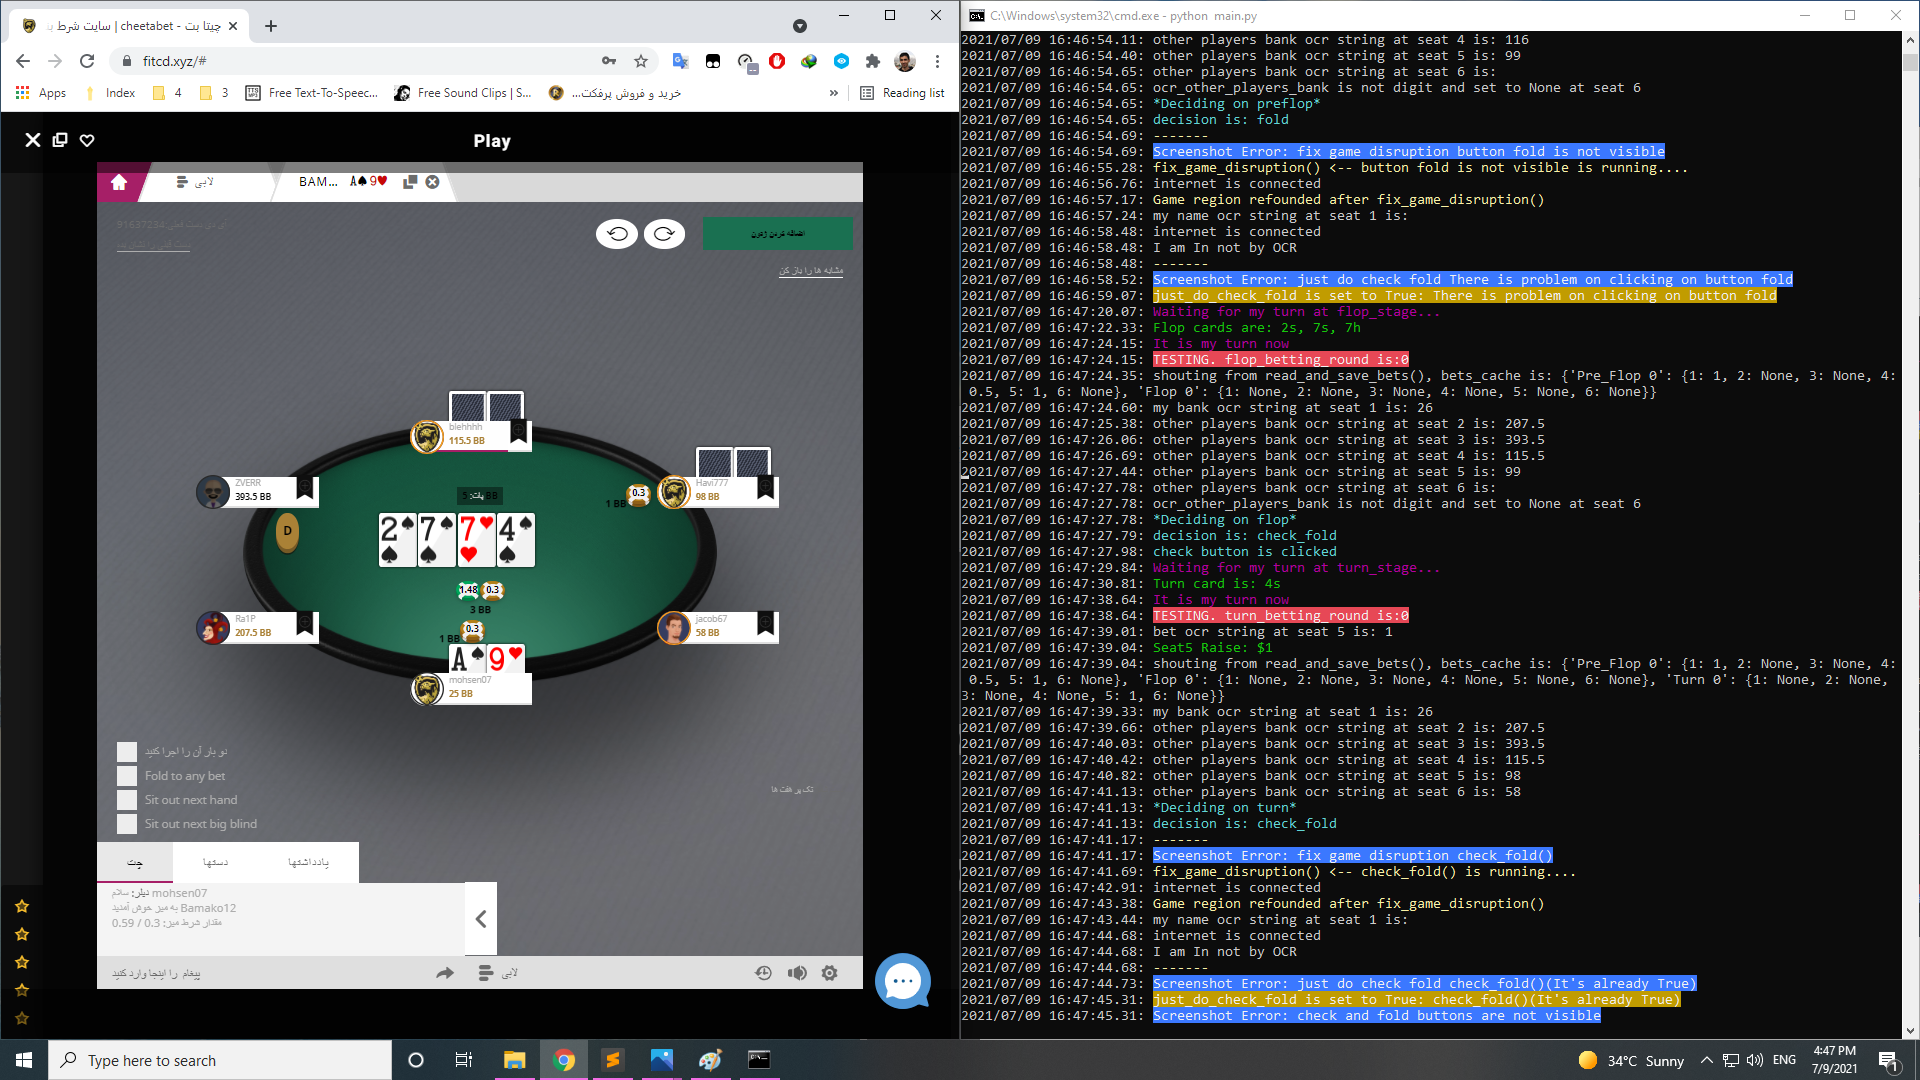 چیتا بت - cheetabet | سایت شرط ب
fitcd.xyz/#
Apps
Index
4
3
Free Text-To-Speec...
Free Sound Clips | S...
خرید و فروش پرفکت...
»
Reading list
Play
لابی
BAM... A♠9♥
91637234
اضافه کردن ژتون
مشابه ها را باز کن
blehhhh
115.5 BB
ZVERR
393.5 BB
Havi777
98 BB
0.3
1 BB
پات: 5 BB
D
2♠ 7♠ 7♥ 4♠
1.48 0.3
3 BB
0.3
1 BB
Ra1P
207.5 BB
jacob67
58 BB
A♠ 9♥
mohsen07
25 BB
دو بار آن را اجرا کنید
Fold to any bet
Sit out next hand
Sit out next big blind
تک پر هفت ها
چت
دستها
یادداشتها
دیلر: سلام mohsen07
به میز خوش آمدید Bamako12
مقدار شرط میز: 0.3 / 0.59
پیغام را اینجا وارد کنید
لابی
C:\Windows\system32\cmd.exe - python main.py
2021/07/09 16:46:54.11: other players bank ocr string at seat 4 is: 116
2021/07/09 16:46:54.40: other players bank ocr string at seat 5 is: 99
2021/07/09 16:46:54.65: other players bank ocr string at seat 6 is:
2021/07/09 16:46:54.65: ocr_other_players_bank is not digit and set to None at seat 6
2021/07/09 16:46:54.65: *Deciding on preflop*
2021/07/09 16:46:54.65: decision is: fold
2021/07/09 16:46:54.69: -------
2021/07/09 16:46:54.69: Screenshot Error: fix game disruption button fold is not visible
2021/07/09 16:46:55.28: fix_game_disruption() <-- button fold is not visible is running....
2021/07/09 16:46:56.76: internet is connected
2021/07/09 16:46:57.17: Game region refounded after fix_game_disruption()
2021/07/09 16:46:57.24: my name ocr string at seat 1 is:
2021/07/09 16:46:58.48: internet is connected
2021/07/09 16:46:58.48: I am In not by OCR
2021/07/09 16:46:58.48: -------
2021/07/09 16:46:58.52: Screenshot Error: just do check fold There is problem on clicking on button fold
2021/07/09 16:46:59.07: just_do_check_fold is set to True: There is problem on clicking on button fold
2021/07/09 16:47:20.07: Waiting for my turn at flop_stage...
2021/07/09 16:47:22.33: Flop cards are: 2s, 7s, 7h
2021/07/09 16:47:24.15: It is my turn now
2021/07/09 16:47:24.15: TESTING. flop_betting_round is:0
2021/07/09 16:47:24.35: shouting from read_and_save_bets(), bets_cache is: {'Pre_Flop 0': {1: 1, 2: None, 3: None, 4:
0.5, 5: 1, 6: None}, 'Flop 0': {1: None, 2: None, 3: None, 4: None, 5: None, 6: None}}
2021/07/09 16:47:24.60: my bank ocr string at seat 1 is: 26
2021/07/09 16:47:25.38: other players bank ocr string at seat 2 is: 207.5
2021/07/09 16:47:26.06: other players bank ocr string at seat 3 is: 393.5
2021/07/09 16:47:26.69: other players bank ocr string at seat 4 is: 115.5
2021/07/09 16:47:27.44: other players bank ocr string at seat 5 is: 99
2021/07/09 16:47:27.78: other players bank ocr string at seat 6 is:
2021/07/09 16:47:27.78: ocr_other_players_bank is not digit and set to None at seat 6
2021/07/09 16:47:27.78: *Deciding on flop*
2021/07/09 16:47:27.79: decision is: check_fold
2021/07/09 16:47:27.98: check button is clicked
2021/07/09 16:47:29.84: Waiting for my turn at turn_stage...
2021/07/09 16:47:30.81: Turn card is: 4s
2021/07/09 16:47:38.64: It is my turn now
2021/07/09 16:47:38.64: TESTING. turn_betting_round is:0
2021/07/09 16:47:39.01: bet ocr string at seat 5 is: 1
2021/07/09 16:47:39.04: Seat5 Raise: $1
2021/07/09 16:47:39.04: shouting from read_and_save_bets(), bets_cache is: {'Pre_Flop 0': {1: 1, 2: None, 3: None, 4:
0.5, 5: 1, 6: None}, 'Flop 0': {1: None, 2: None, 3: None, 4: None, 5: None, 6: None}, 'Turn 0': {1: None, 2: None,
3: None, 4: None, 5: 1, 6: None}}
2021/07/09 16:47:39.33: my bank ocr string at seat 1 is: 26
2021/07/09 16:47:39.66: other players bank ocr string at seat 2 is: 207.5
2021/07/09 16:47:40.03: other players bank ocr string at seat 3 is: 393.5
2021/07/09 16:47:40.42: other players bank ocr string at seat 4 is: 115.5
2021/07/09 16:47:40.82: other players bank ocr string at seat 5 is: 98
2021/07/09 16:47:41.13: other players bank ocr string at seat 6 is: 58
2021/07/09 16:47:41.13: *Deciding on turn*
2021/07/09 16:47:41.13: decision is: check_fold
2021/07/09 16:47:41.17: -------
2021/07/09 16:47:41.17: Screenshot Error: fix game disruption check_fold()
2021/07/09 16:47:41.69: fix_game_disruption() <-- check_fold() is running....
2021/07/09 16:47:42.91: internet is connected
2021/07/09 16:47:43.38: Game region refounded after fix_game_disruption()
2021/07/09 16:47:43.44: my name ocr string at seat 1 is:
2021/07/09 16:47:44.68: internet is connected
2021/07/09 16:47:44.68: I am In not by OCR
2021/07/09 16:47:44.68: -------
2021/07/09 16:47:44.73: Screenshot Error: just do check fold check_fold()(It's already True)
2021/07/09 16:47:45.31: just_do_check_fold is set to True: check_fold()(It's already True)
2021/07/09 16:47:45.31: Screenshot Error: check and fold buttons are not visible
Type here to search
34°C Sunny
ENG
4:47 PM
7/9/2021
1